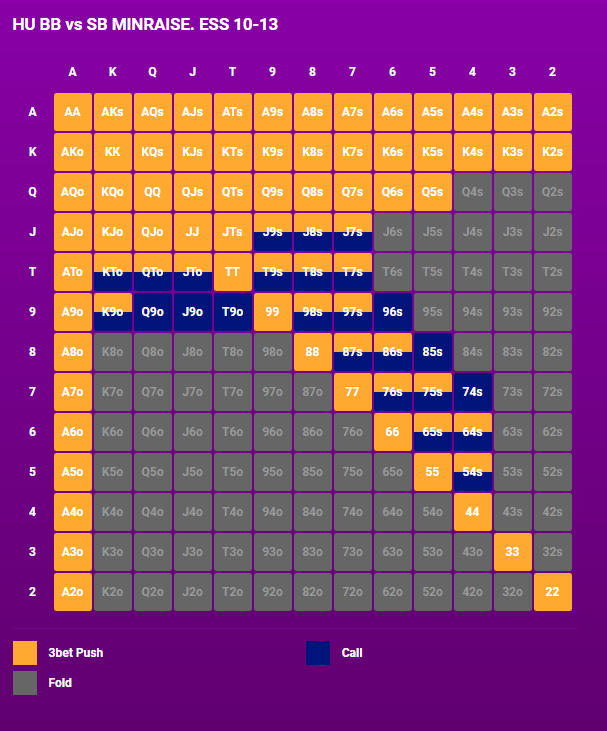 HU BB vs SB MINRAISE. ESS 10-13
A K Q J T 9 8 7 6 5 4 3 2
A AA AKs AQs AJs ATs A9s A8s A7s A6s A5s A4s A3s A2s
K AKo KK KQs KJs KTs K9s K8s K7s K6s K5s K4s K3s K2s
Q AQo KQo QQ QJs QTs Q9s Q8s Q7s Q6s Q5s Q4s Q3s Q2s
J AJo KJo QJo JJ JTs J9s J8s J7s J6s J5s J4s J3s J2s
T ATo KTo QTo JTo TT T9s T8s T7s T6s T5s T4s T3s T2s
9 A9o K9o Q9o J9o T9o 99 98s 97s 96s 95s 94s 93s 92s
8 A8o K8o Q8o J8o T8o 98o 88 87s 86s 85s 84s 83s 82s
7 A7o K7o Q7o J7o T7o 97o 87o 77 76s 75s 74s 73s 72s
6 A6o K6o Q6o J6o T6o 96o 86o 76o 66 65s 64s 63s 62s
5 A5o K5o Q5o J5o T5o 95o 85o 75o 65o 55 54s 53s 52s
4 A4o K4o Q4o J4o T4o 94o 84o 74o 64o 54o 44 43s 42s
3 A3o K3o Q3o J3o T3o 93o 83o 73o 63o 53o 43o 33 32s
2 A2o K2o Q2o J2o T2o 92o 82o 72o 62o 52o 42o 32o 22
3bet Push Call
Fold